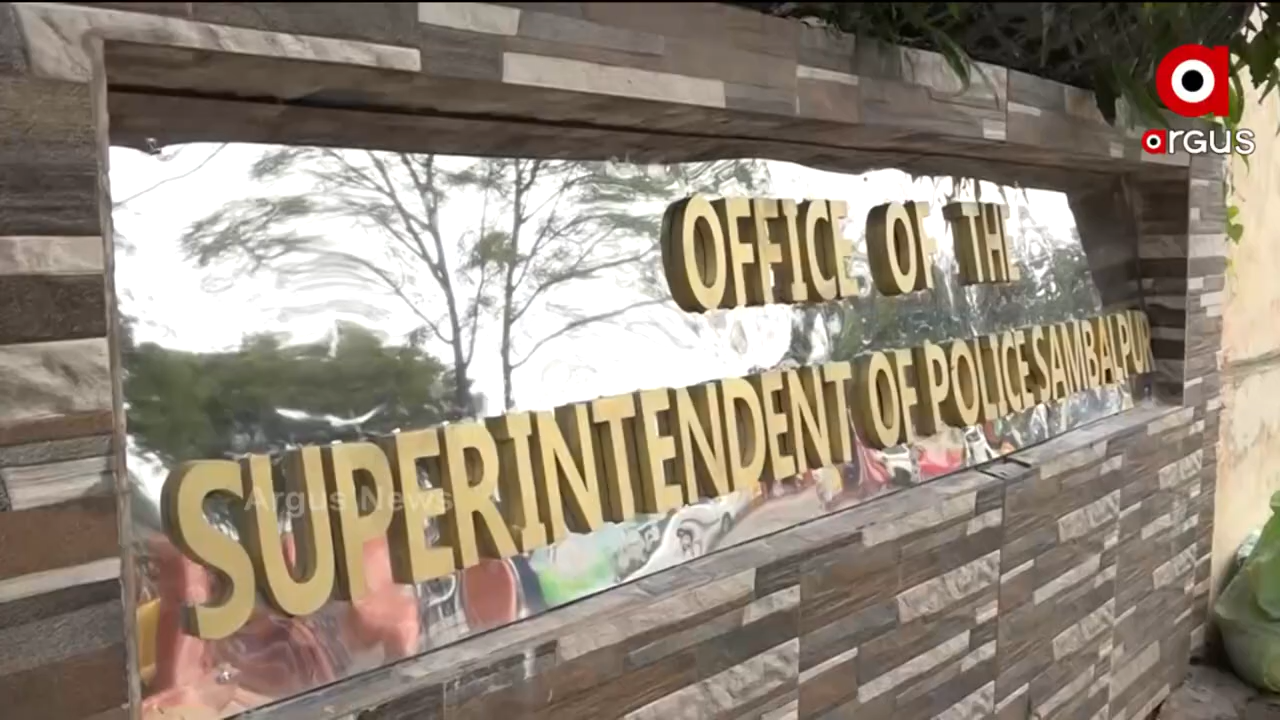 argus
OFFICE OF THE
SUPERINTENDENT OF POLICE SAMBALPUR
Argus News